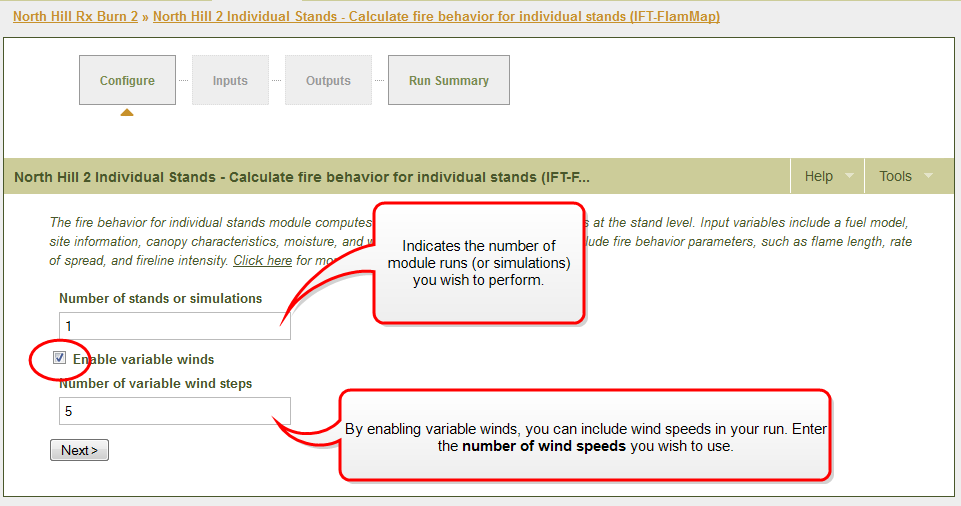 North Hill Rx Burn 2 » North Hill 2 Individual Stands - Calculate fire behavior for individual stands (IFT-FlamMap)
Configure Inputs Outputs Run Summary
North Hill 2 Individual Stands - Calculate fire behavior for individual stands (IFT-F... Help Tools
The fire behavior for individual stands module computes s at the stand level. Input variables include a fuel model,
site information, canopy characteristics, moisture, and lude fire behavior parameters, such as flame length, rate
of spread, and fireline intensity. Click here for
Indicates the number of
module runs (or simulations)
you wish to perform.
Number of stands or simulations
1
Enable variable winds
Number of variable wind steps
5
By enabling variable winds, you can include wind speeds in your run. Enter
the number of wind speeds you wish to use.
Next >